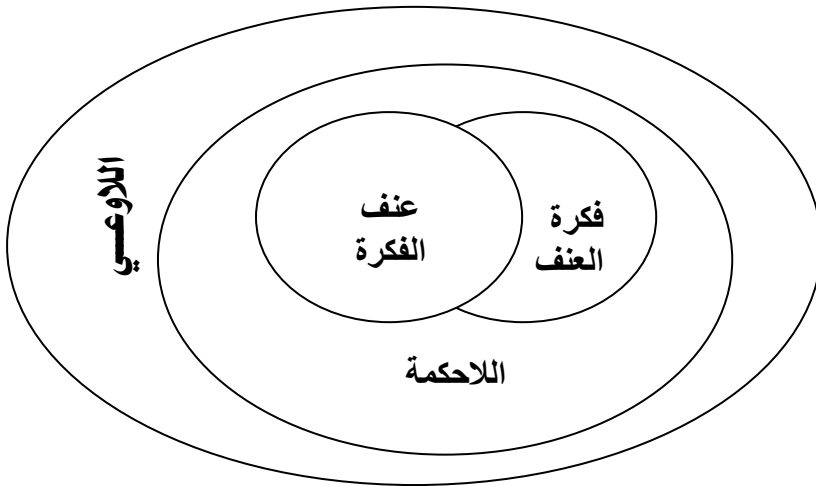 اللاوعي
فكرة
العنف
عنف
الفكرة
اللاحكمة